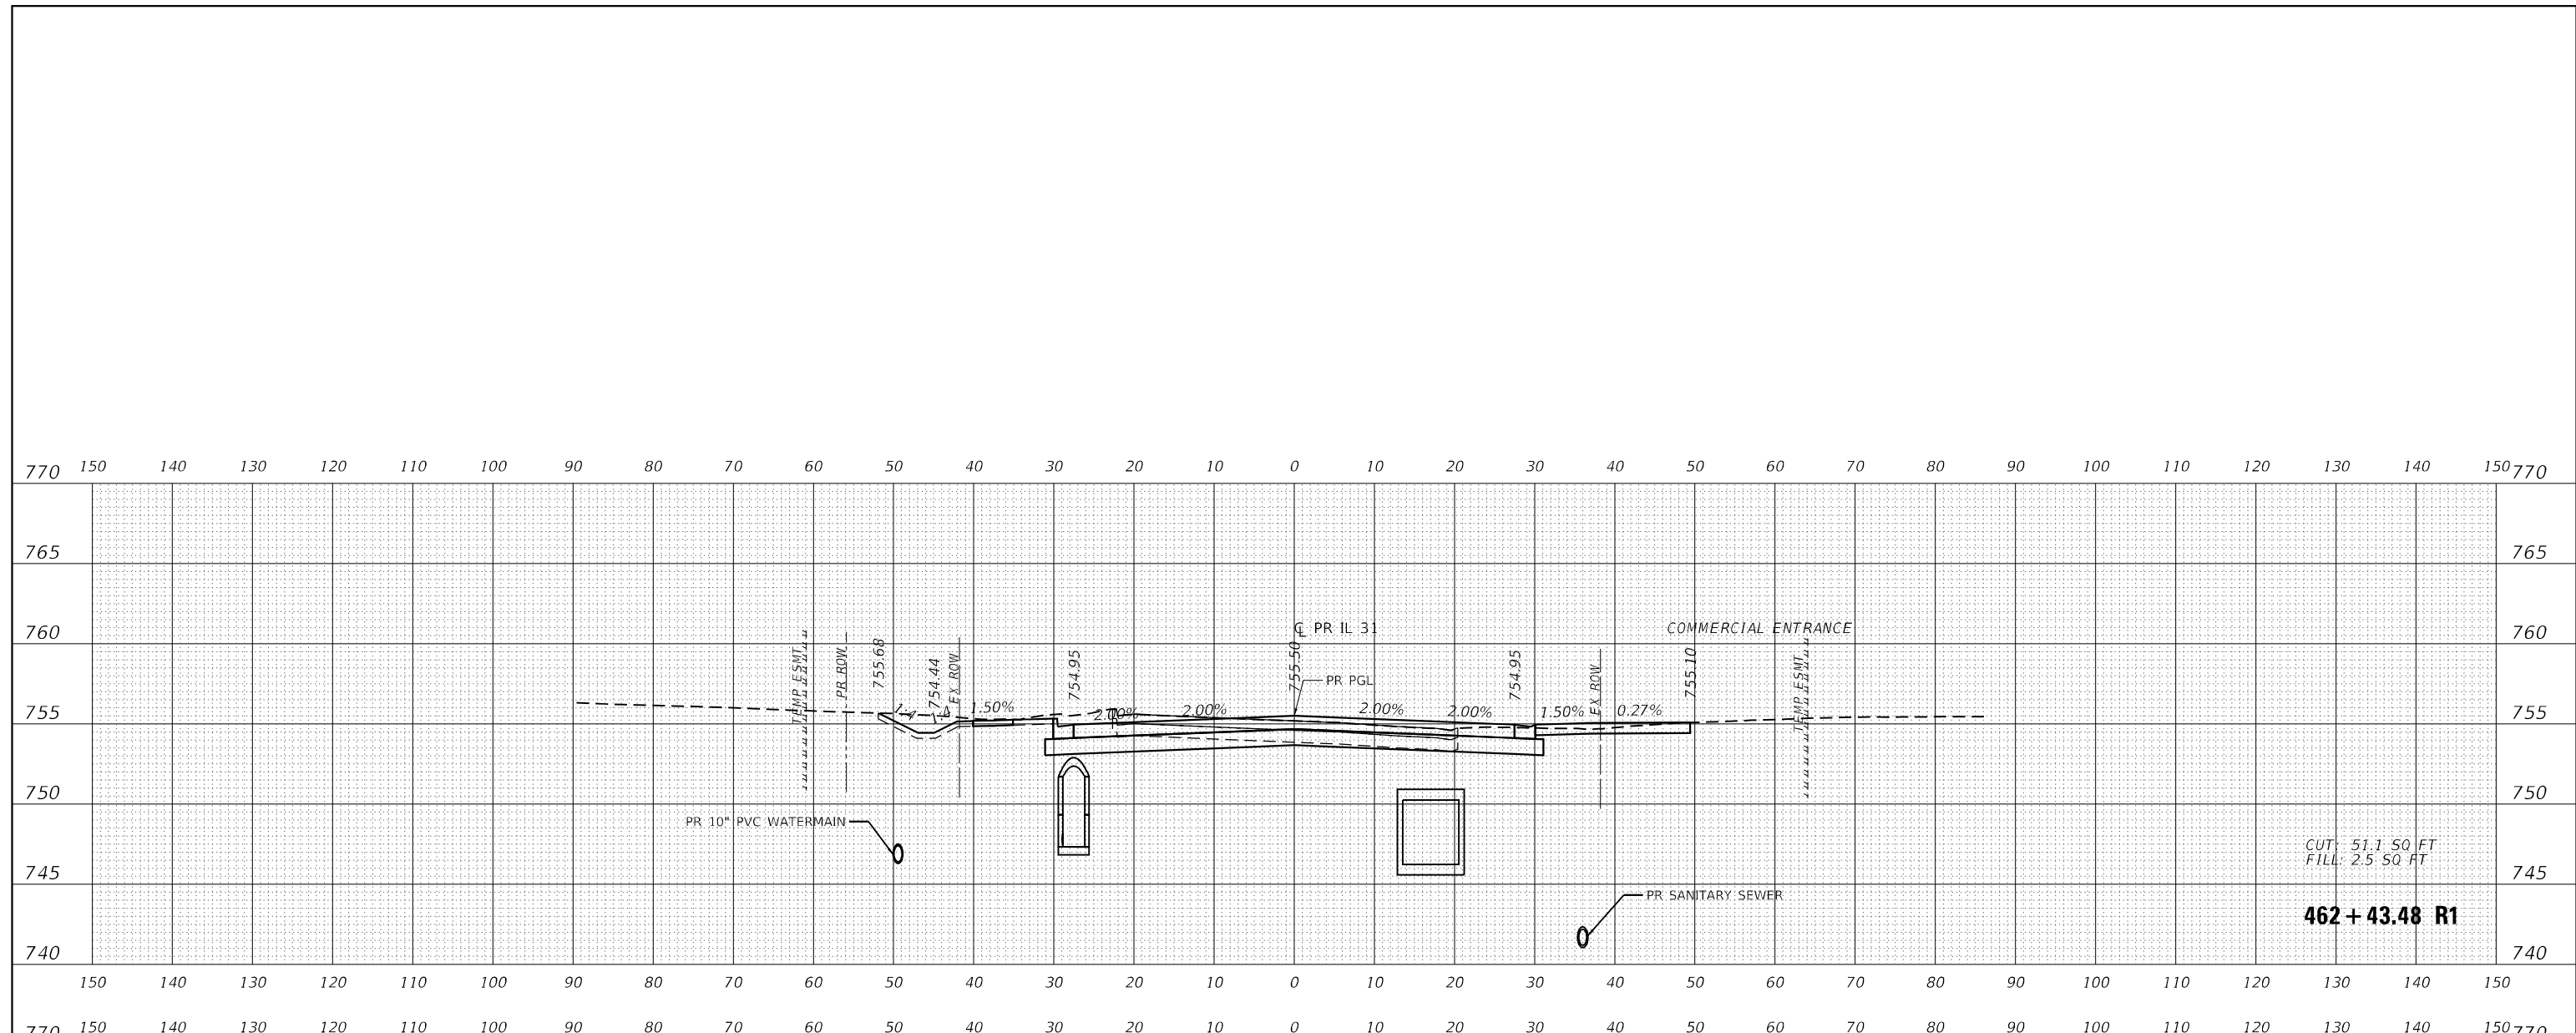 150 140 130 120 110 100 90 80 70 60 50 40 30 20 10 0 10 20 30 40 50 60 70 80 90 100 110 120 130 140 150
770 770
765 765
760 760
℄ PR IL 31
COMMERCIAL ENTRANCE
TEMP ESMT
PR ROW
755.68
754.44
EX ROW
754.95
755.50
PR PGL
754.95
EX ROW
755.10
TEMP ESMT
1:4
1:4
1.50%
2.00%
2.00%
2.00%
2.00%
1.50%
0.27%
755 755
750 750
PR 10" PVC WATERMAIN
CUT: 51.1 SQ FT
FILL: 2.5 SQ FT
745 745
PR SANITARY SEWER
462+43.48 R1
740 740
150 140 130 120 110 100 90 80 70 60 50 40 30 20 10 0 10 20 30 40 50 60 70 80 90 100 110 120 130 140 150
770 150 140 130 120 110 100 90 80 70 60 50 40 30 20 10 0 10 20 30 40 50 60 70 80 90 100 110 120 130 140 150 770